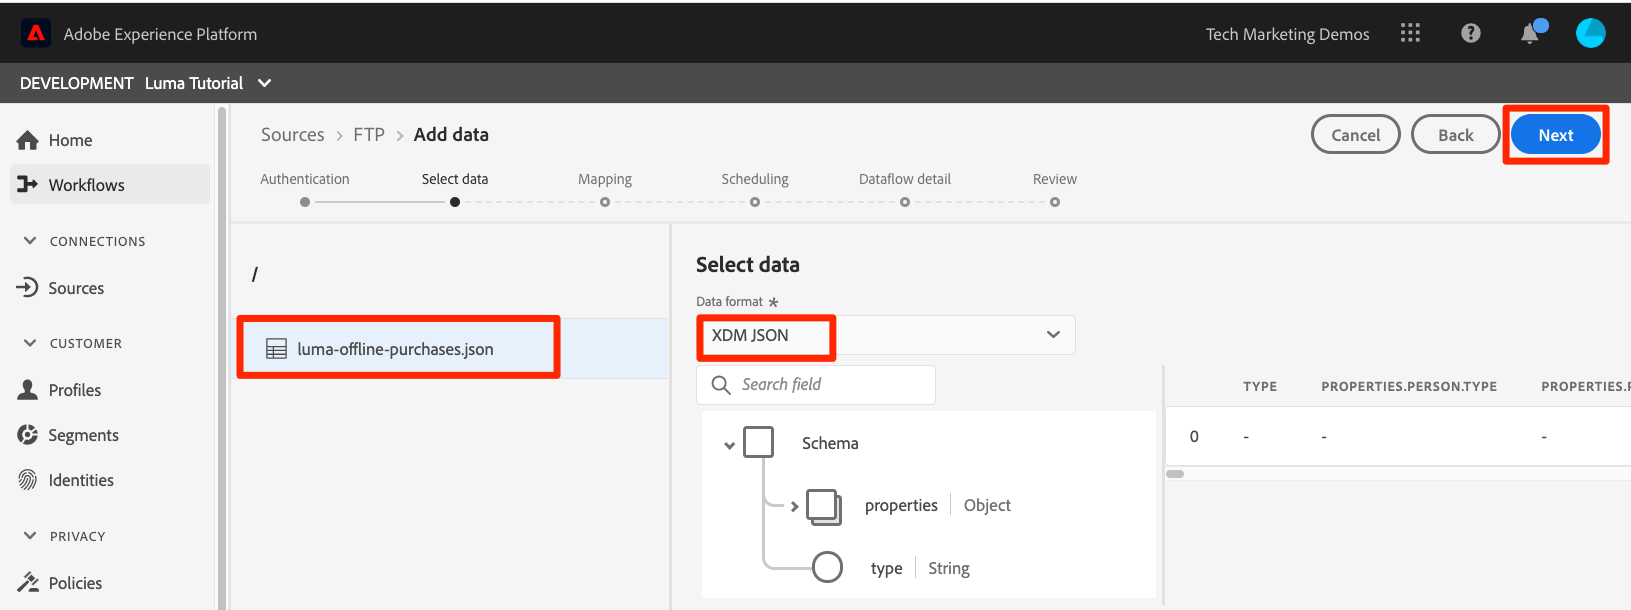 Adobe Experience Platform
Tech Marketing Demos
DEVELOPMENT Luma Tutorial
Home
Workflows
CONNECTIONS
Sources
CUSTOMER
Profiles
Segments
Identities
PRIVACY
Policies
Sources > FTP > Add data
Cancel
Back
Next
Authentication
Select data
Mapping
Scheduling
Dataflow detail
Review
/
luma-offline-purchases.json
Select data
Data format *
XDM JSON
Search field
Schema
properties | Object
type | String
TYPE PROPERTIES.PERSON.TYPE PROPERTIES.
0 - - -